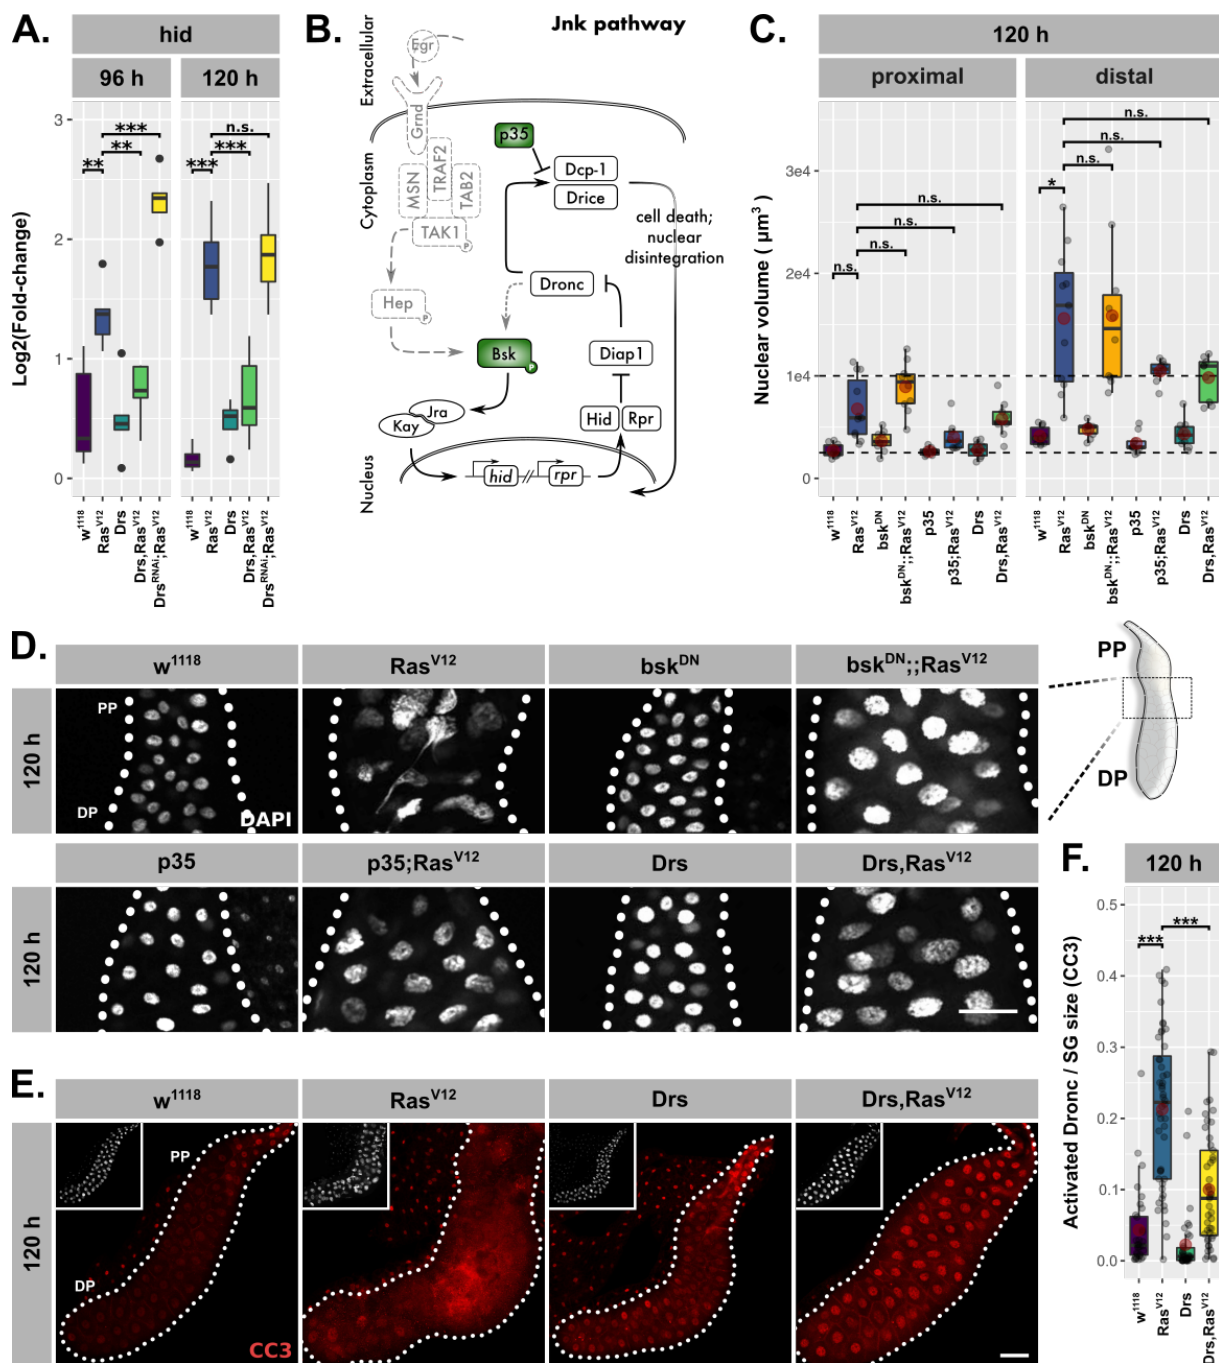 A.
hid
96 h
120 h
Log2(Fold-change)
3
2
1
0
**
**
***
***
***
n.s.
w1118
RasV12
Drs
Drs,RasV12
DrsRNAi;RasV12
w1118
RasV12
Drs
Drs,RasV12
DrsRNAi;RasV12
B.
Jnk pathway
Extracellular
Cytoplasm
Nucleus
Egr
Grnd
MSN
TRAF2
TAB2
TAK1
P
Hep
P
Bsk
P
Jra
Kay
p35
Dcp-1
Drice
cell death;
nuclear
disintegration
Dronc
Diap1
Hid
Rpr
hid
//
rpr
C.
120 h
proximal
distal
Nuclear volume ( µm3 )
3e4
2e4
1e4
0
n.s.
n.s.
n.s.
n.s.
*
n.s.
n.s.
n.s.
w1118
RasV12
bskDN
bskDN;;RasV12
p35
p35;RasV12
Drs
Drs,RasV12
w1118
RasV12
bskDN
bskDN;;RasV12
p35
p35;RasV12
Drs
Drs,RasV12
D.
w1118
RasV12
bskDN
bskDN;;RasV12
120 h
PP
DP
DAPI
PP
DP
p35
p35;RasV12
Drs
Drs,RasV12
120 h
E.
w1118
RasV12
Drs
Drs,RasV12
120 h
PP
DP
CC3
F.
120 h
Activated Dronc / SG size (CC3)
0.5
0.4
0.3
0.2
0.1
0.0
***
***
w1118
RasV12
Drs
Drs,RasV12